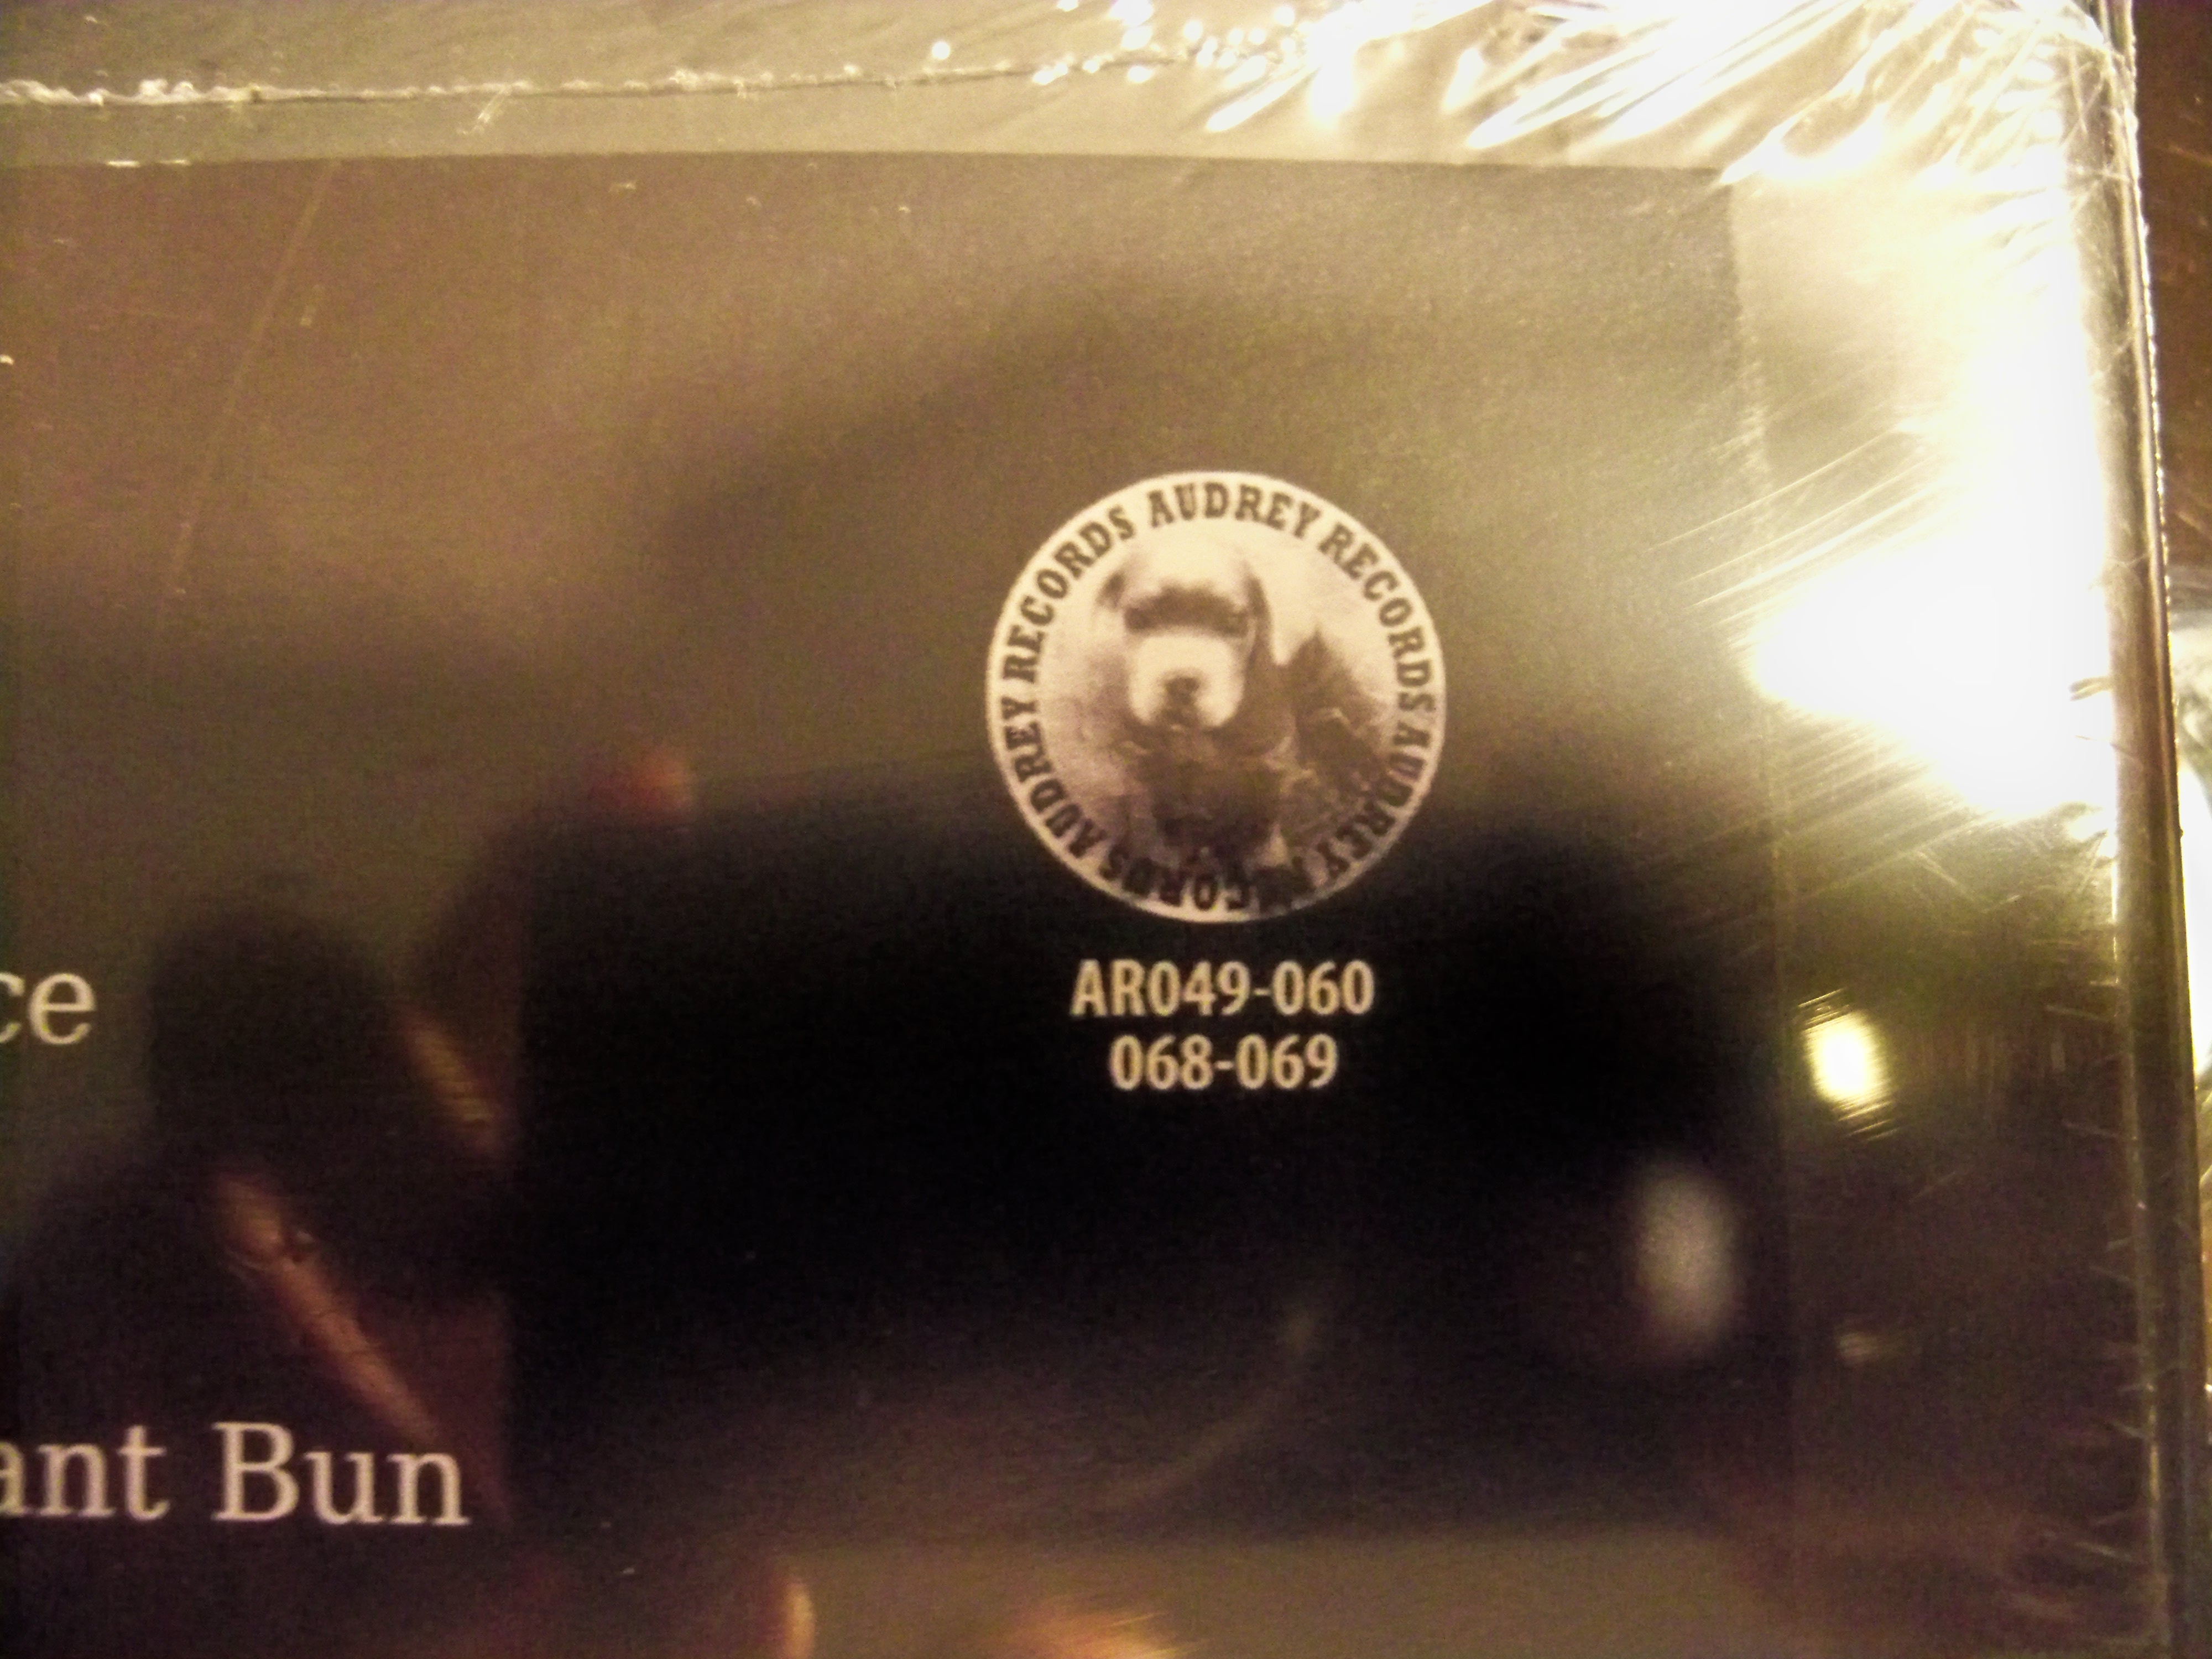 AUDREY RECORDS AUDREY RECORDS AUDREY RECORDS
AR049-060
068-069
ce
ant Bun